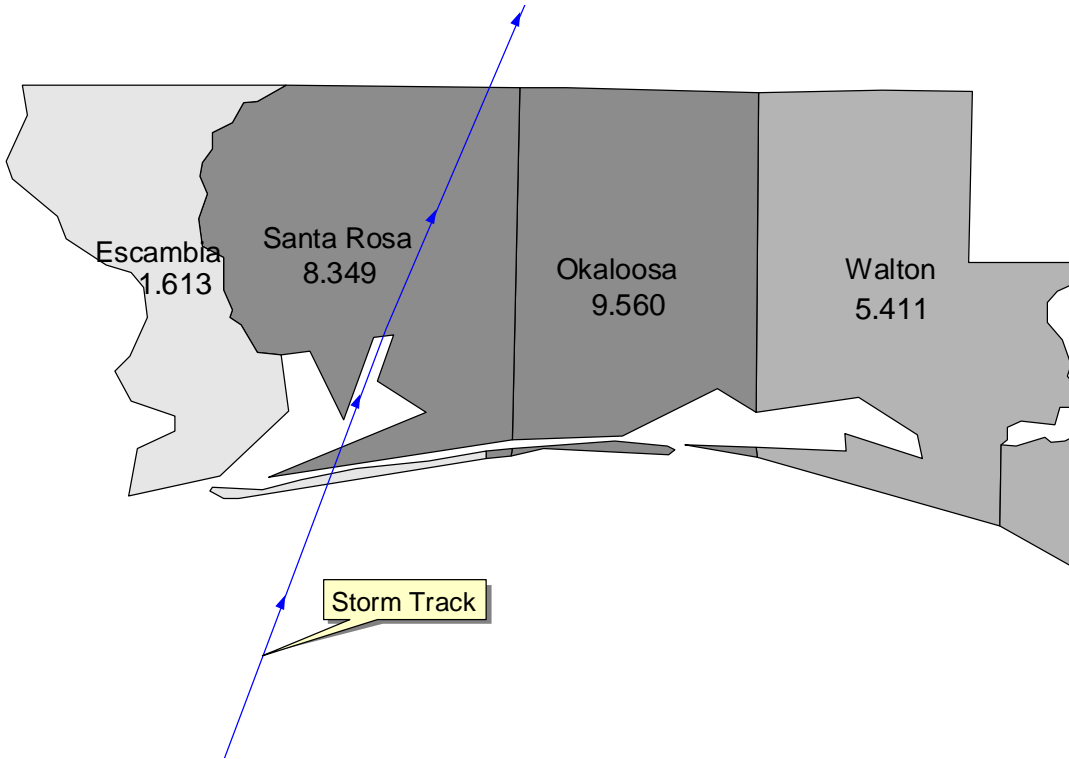 Escambia
1.613
Santa Rosa
8.349
Okaloosa
9.560
Walton
5.411
Storm Track